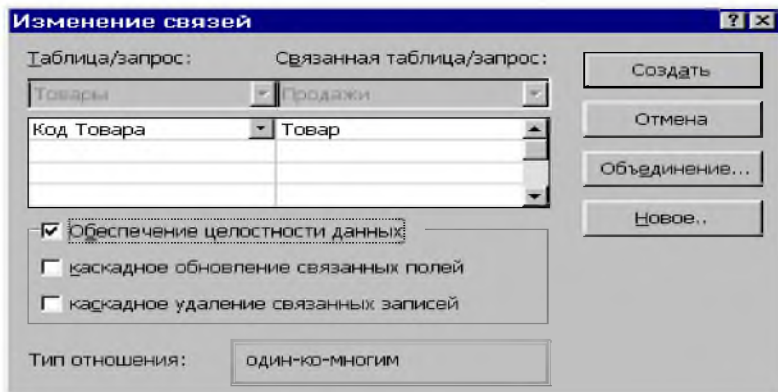 Изменение связей
Таблица/запрос: Связанная таблица/запрос:
Создать
Товары Продажи
Код Товара Товар
Отмена
Объединение...
Новое..
Обеспечение целостности данных
каскадное обновление связанных полей
каскадное удаление связанных записей
Тип отношения: один-ко-многим